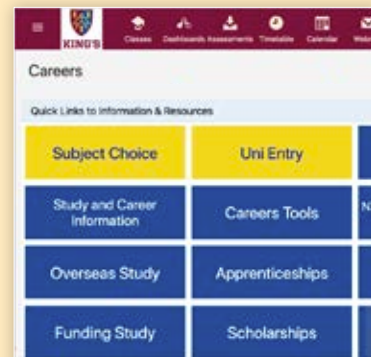 KING'S
Classes Dashboards Assessments Timetable Calendar
Careers
Quick Links to Information & Resources
Subject Choice Uni Entry
Study and Career
Information
Careers Tools
Overseas Study Apprenticeships
Funding Study Scholarships